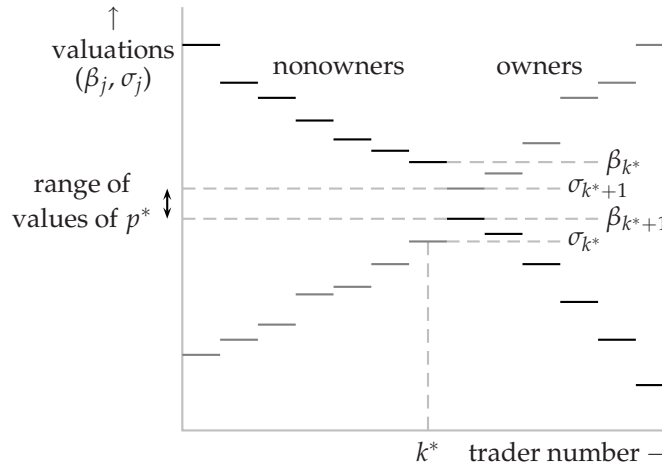 ↑
valuations
(βj, σj)
nonowners
owners
βk*
range of
σk*+1
values of p*
βk*+1
σk*
k*
trader number –